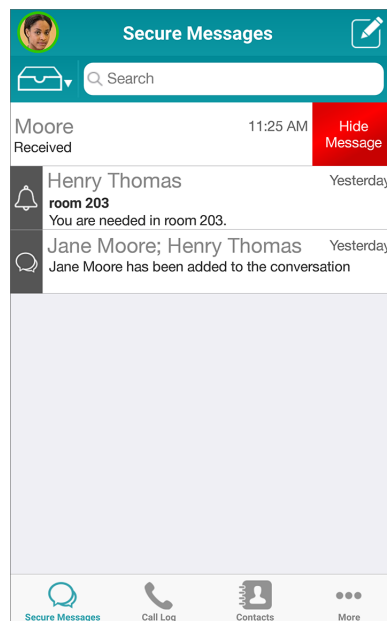 Secure Messages
Search
Moore 11:25 AM
Received
Hide
Message
Henry Thomas Yesterday
room 203
You are needed in room 203.
Jane Moore; Henry Thomas Yesterday
Jane Moore has been added to the conversation
Secure Messages Call Log Contacts More